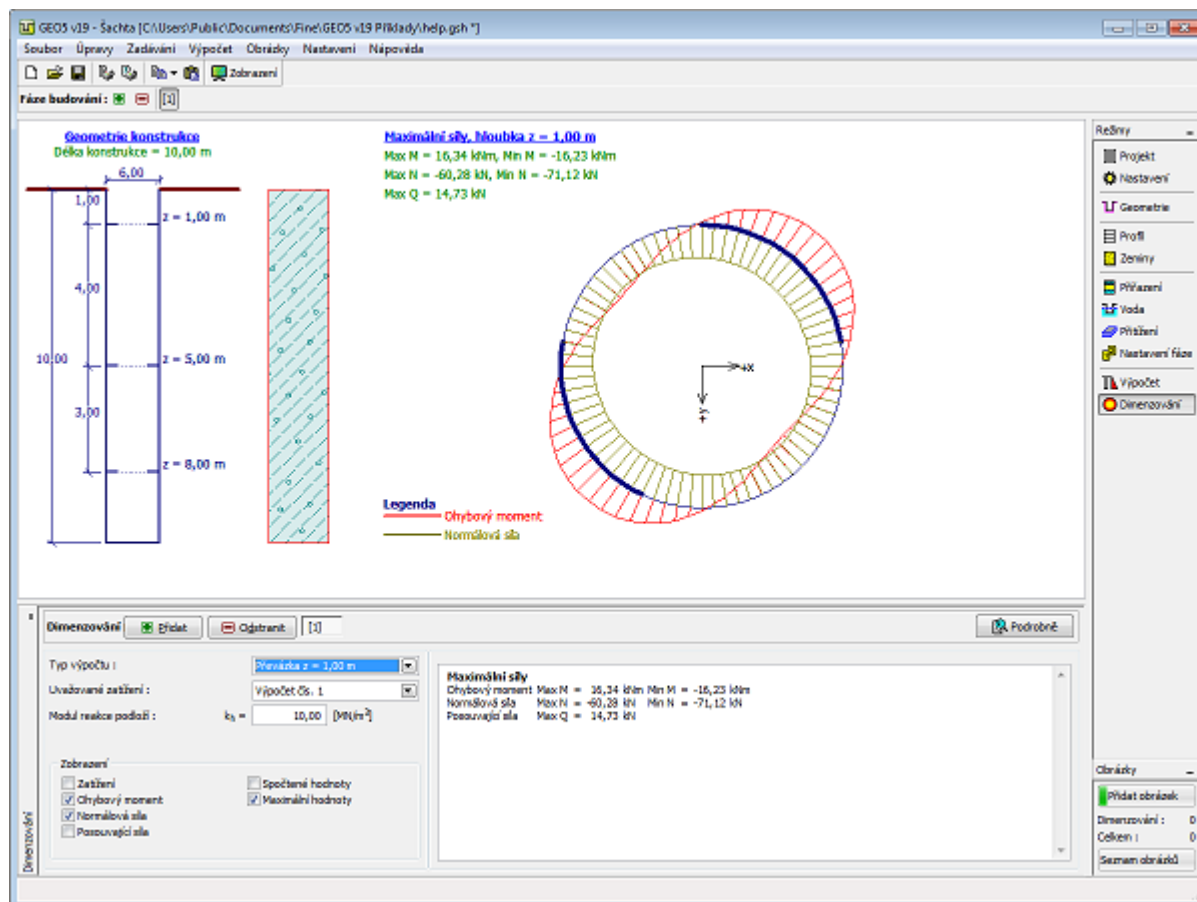 GEO5 v19 - Šachta [C:\Users\Public\Documents\Fine\GEO5 v19 Příklady\help.gsh *]
Soubor Úpravy Zadávání Výpočet Obrázky Nastavení Nápověda
Zobrazení
Fáze budování : [1]
Geometrie konstrukce
Délka konstrukce = 10,00 m
6,00
1,00
z = 1,00 m
4,00
10,00
z = 5,00 m
3,00
z = 8,00 m
Maximální síly, hloubka z = 1,00 m
Max M = 16,34 kNm, Min M = -16,23 kNm
Max N = -60,28 kN, Min N = -71,12 kN
Max Q = 14,73 kN
+x
+y
Legenda
Ohybový moment
Normálová síla
Režimy
Projekt
Nastavení
Geometrie
Profil
Zeminy
Přiřazení
Voda
Přitížení
Nastavení fáze
Výpočet
Dimenzování
Dimenzování Přidat Odstranit [1] Podrobně
Typ výpočtu : Převázka z = 1,00 m
Uvažované zatížení : Výpočet čís. 1
Modul reakce podloží : kh = 10,00 [MN/m³]
Zobrazení
Zatížení Spočtené hodnoty
Ohybový moment Maximální hodnoty
Normálová síla
Posouvající síla
Maximální síly
Ohybový moment Max M = 16,34 kNm Min M = -16,23 kNm
Normálová síla Max N = -60,28 kN Min N = -71,12 kN
Posouvající síla Max Q = 14,73 kN
Dimenzování
Obrázky
Přidat obrázek
Dimenzování : 0
Celkem : 0
Seznam obrázků